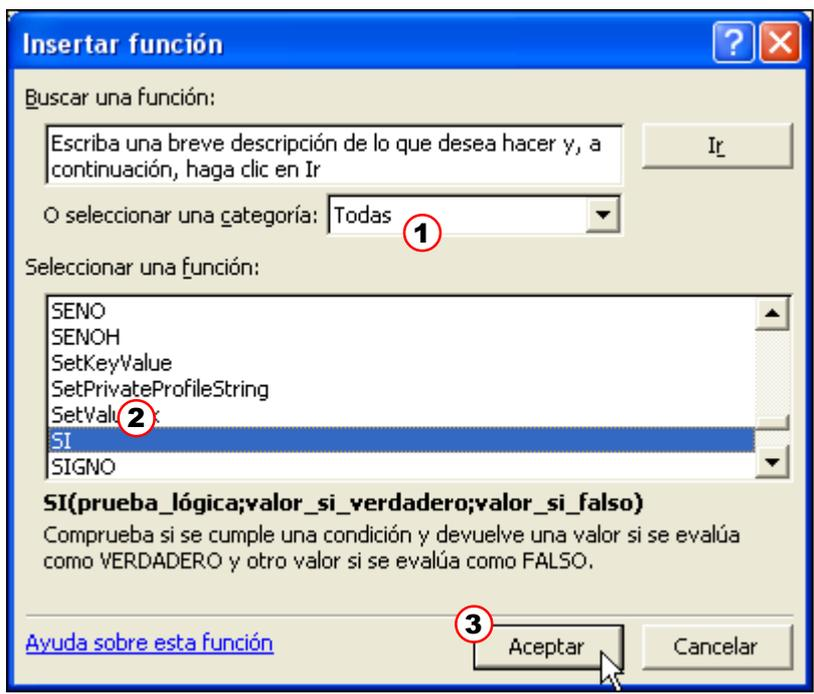 Insertar función
Buscar una función:
Escriba una breve descripción de lo que desea hacer y, a
continuación, haga clic en Ir
Ir
O seleccionar una categoría: Todas
1
Seleccionar una función:
SENO
SENOH
SetKeyValue
SetPrivateProfileString
2
SI
SIGNO
SI(prueba_lógica;valor_si_verdadero;valor_si_falso)
Comprueba si se cumple una condición y devuelve una valor si se evalúa
como VERDADERO y otro valor si se evalúa como FALSO.
3
Ayuda sobre esta función
Aceptar
Cancelar